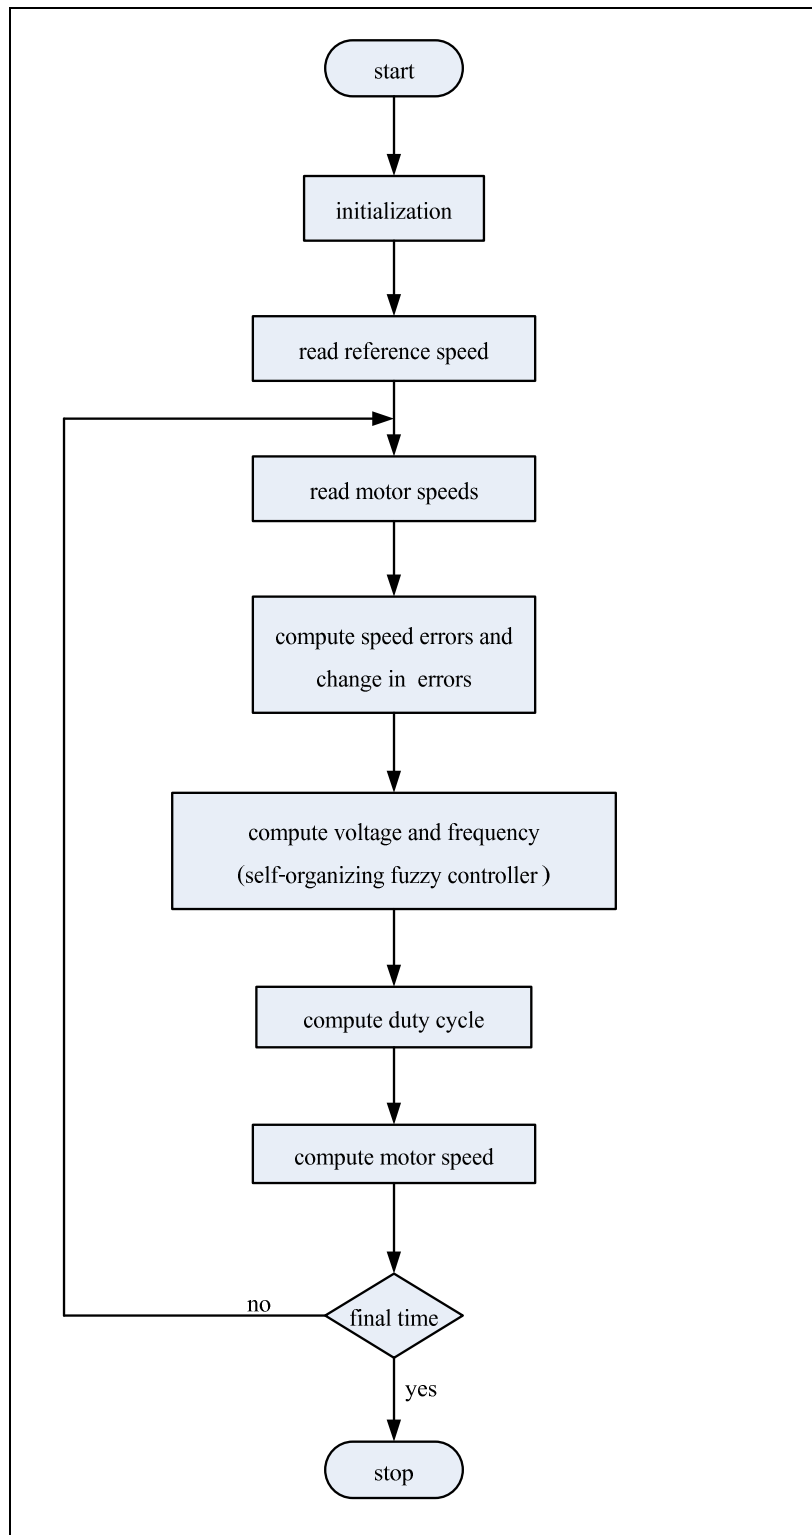 start
initialization
read reference speed
read motor speeds
compute speed errors and
change in errors
compute voltage and frequency
(self-organizing fuzzy controller)
compute duty cycle
compute motor speed
final time
no
yes
stop